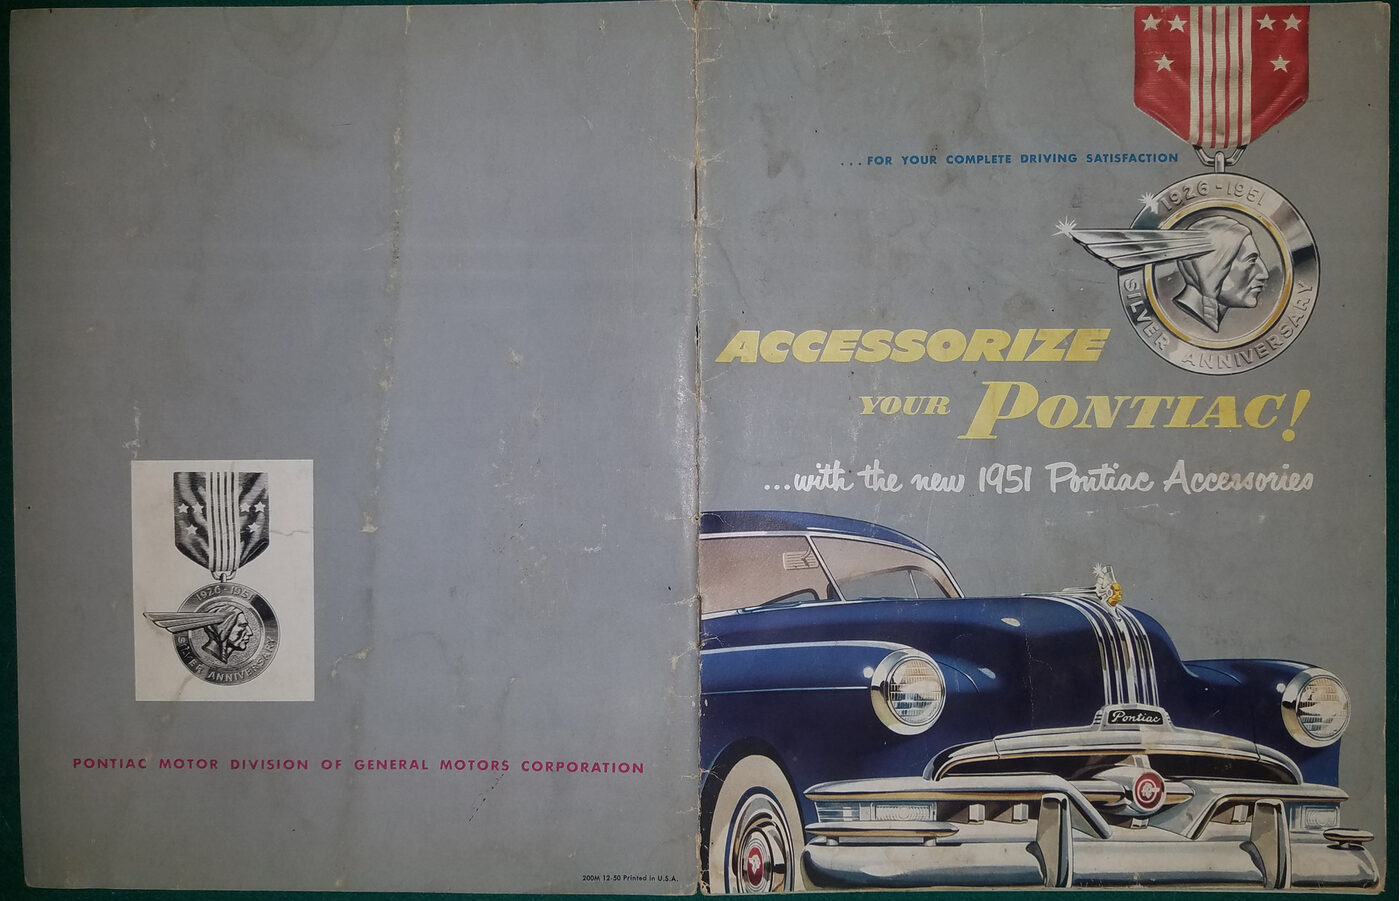 1926-1951
SILVER ANNIVERSARY
PONTIAC MOTOR DIVISION OF GENERAL MOTORS CORPORATION
200M 12-50 Printed in U.S.A.
...FOR YOUR COMPLETE DRIVING SATISFACTION
1926-1951
SILVER ANNIVERSARY
ACCESSORIZE
YOUR PONTIAC!
...with the new 1951 Pontiac Accessories
Pontiac